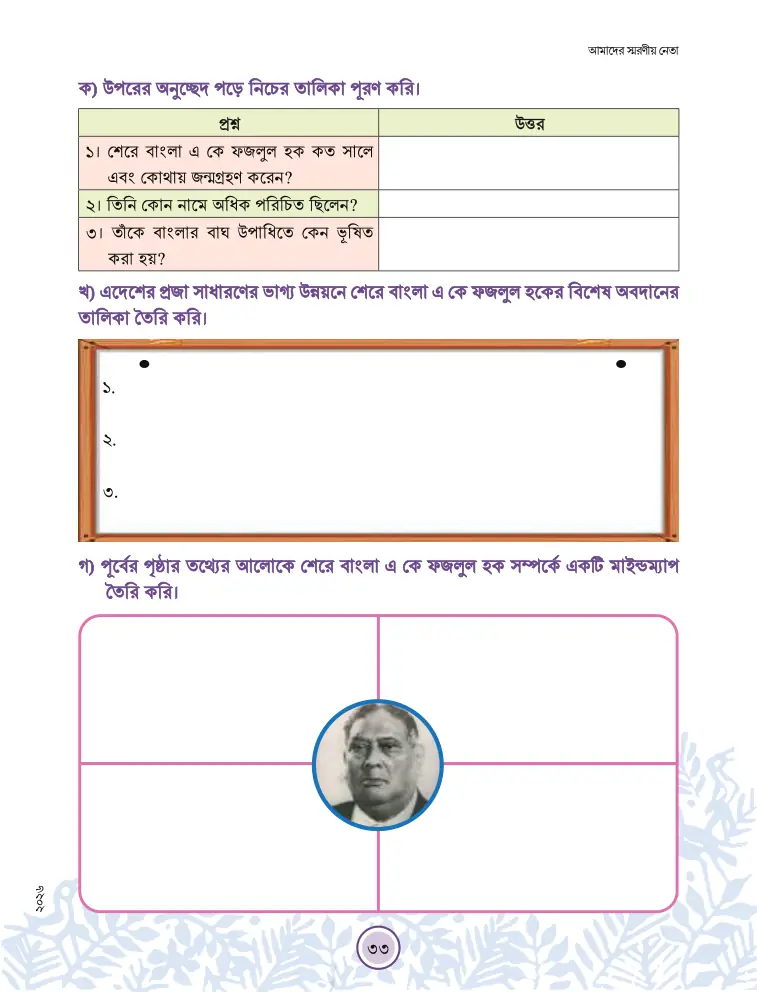 আমাদের স্মরণীয় নেতা
ক) উপরের অনুচ্ছেদ পড়ে নিচের তালিকা পূরণ করি।
প্রশ্ন উত্তর
১। শেরে বাংলা এ কে ফজলুল হক কত সালে
এবং কোথায় জন্মগ্রহণ করেন?
২। তিনি কোন নামে অধিক পরিচিত ছিলেন?
৩। তাঁকে বাংলার বাঘ উপাধিতে কেন ভূষিত
করা হয়?
খ) এদেশের প্রজা সাধারণের ভাগ্য উন্নয়নে শেরে বাংলা এ কে ফজলুল হকের বিশেষ অবদানের
তালিকা তৈরি করি।
১.
২.
৩.
গ) পূর্বের পৃষ্ঠার তথ্যের আলোকে শেরে বাংলা এ কে ফজলুল হক সম্পর্কে একটি মাইন্ডম্যাপ
তৈরি করি।
২০২৬
৩৩